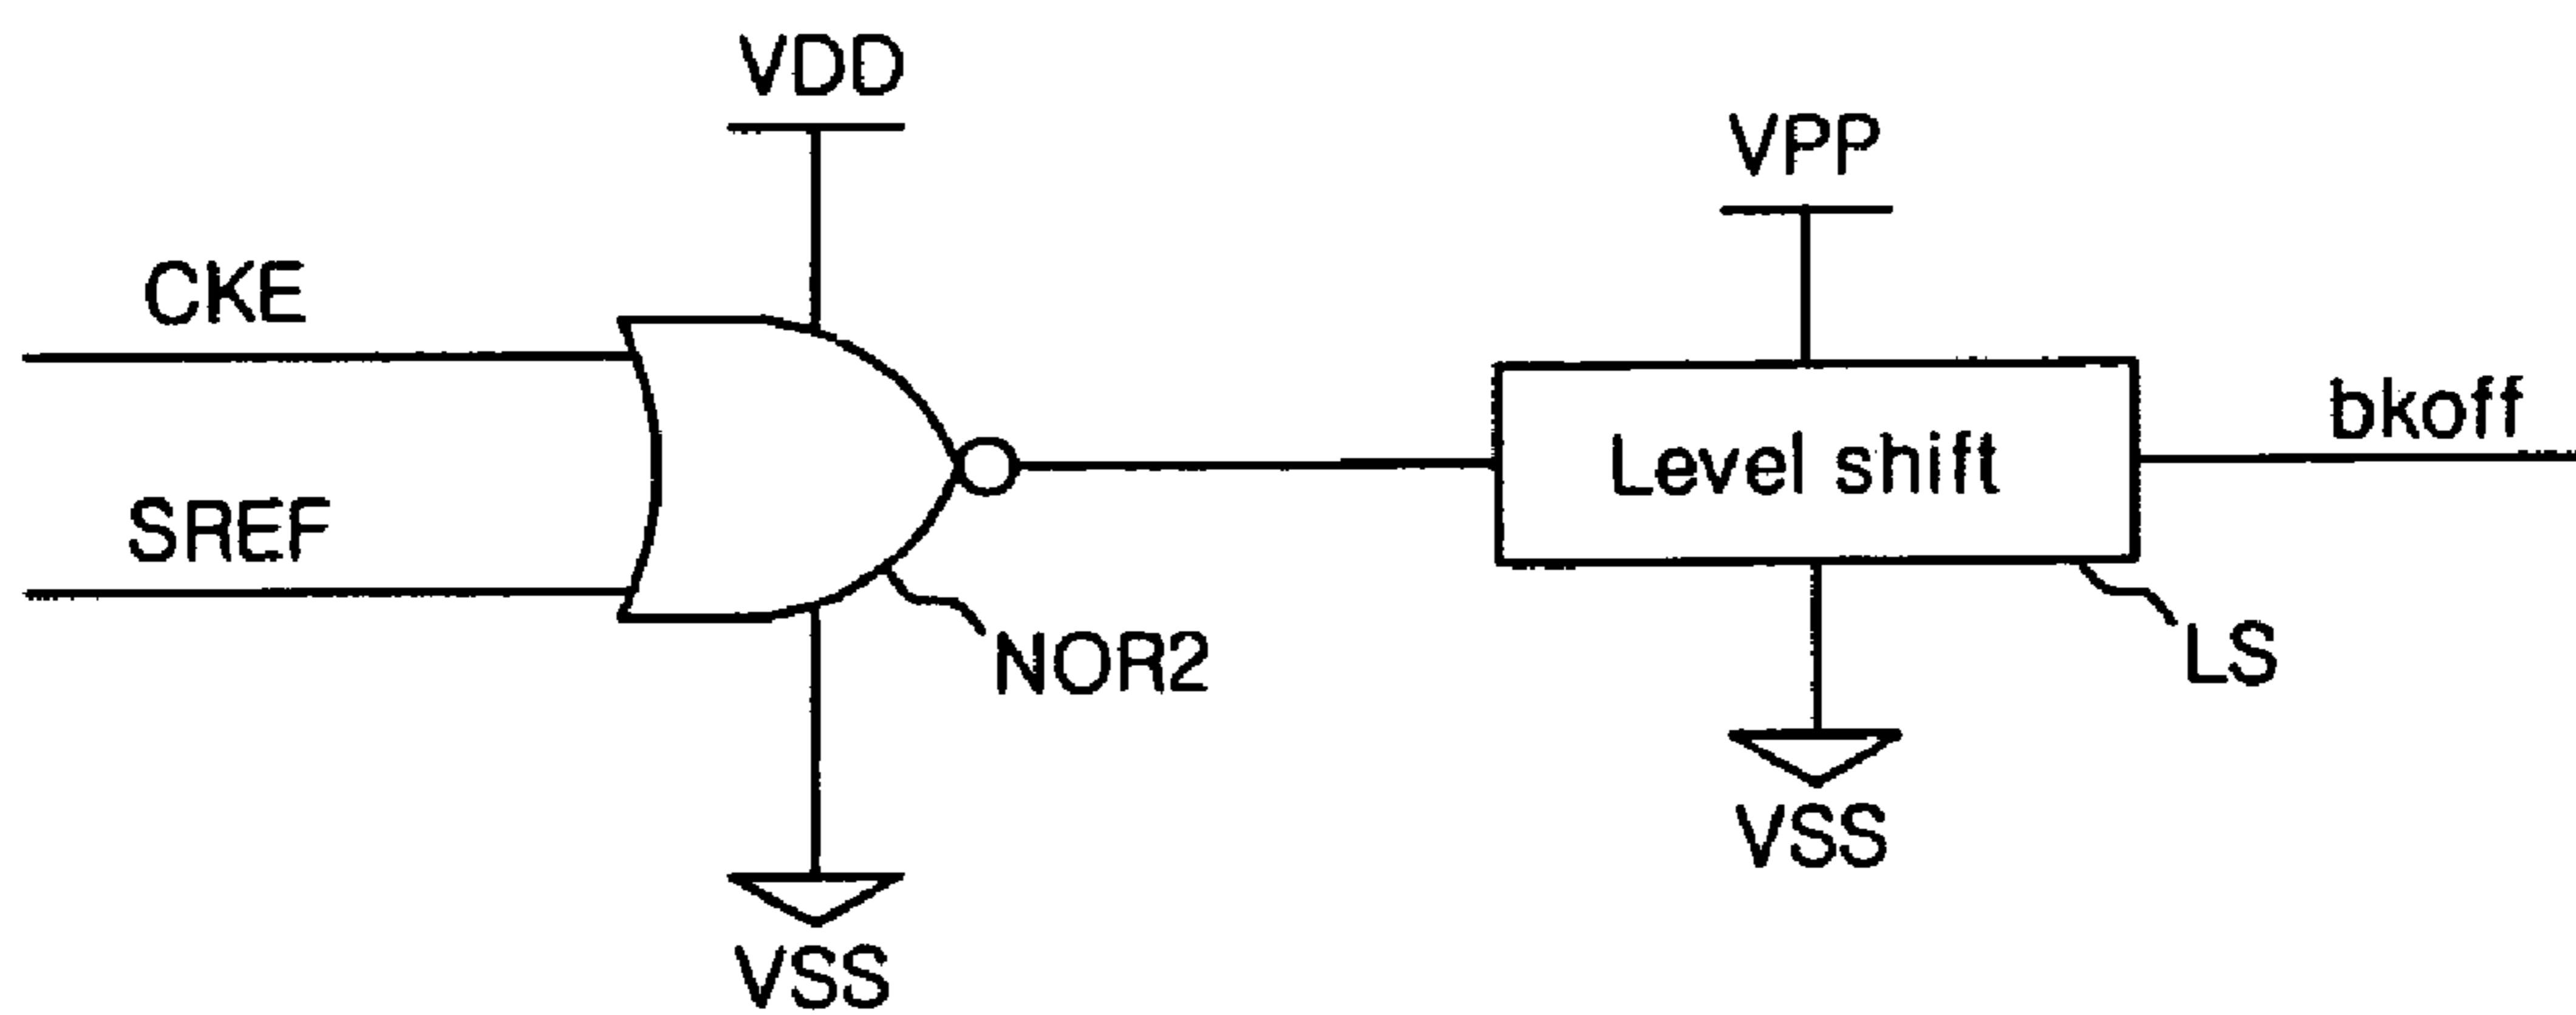 VDD
VPP
CKE
bkoff
Level shift
SREF
NOR2
LS
VSS
VSS